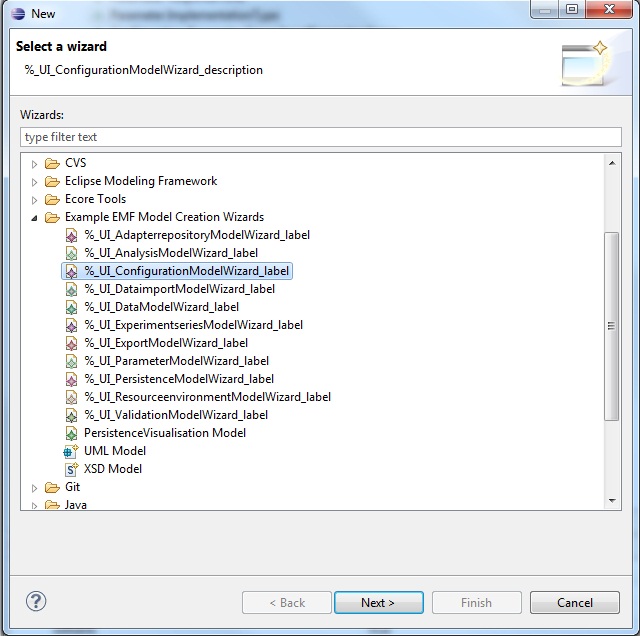 New
Select a wizard
%_UI_ConfigurationModelWizard_description
Wizards:
type filter text
CVS
Eclipse Modeling Framework
Ecore Tools
Example EMF Model Creation Wizards
%_UI_AdapterrepositoryModelWizard_label
%_UI_AnalysisModelWizard_label
%_UI_ConfigurationModelWizard_label
%_UI_DataimportModelWizard_label
%_UI_DataModelWizard_label
%_UI_ExperimentseriesModelWizard_label
%_UI_ExportModelWizard_label
%_UI_ParameterModelWizard_label
%_UI_PersistenceModelWizard_label
%_UI_ResourceenvironmentModelWizard_label
%_UI_ValidationModelWizard_label
PersistenceVisualisation Model
UML Model
XSD Model
Git
Java
? < Back Next > Finish Cancel